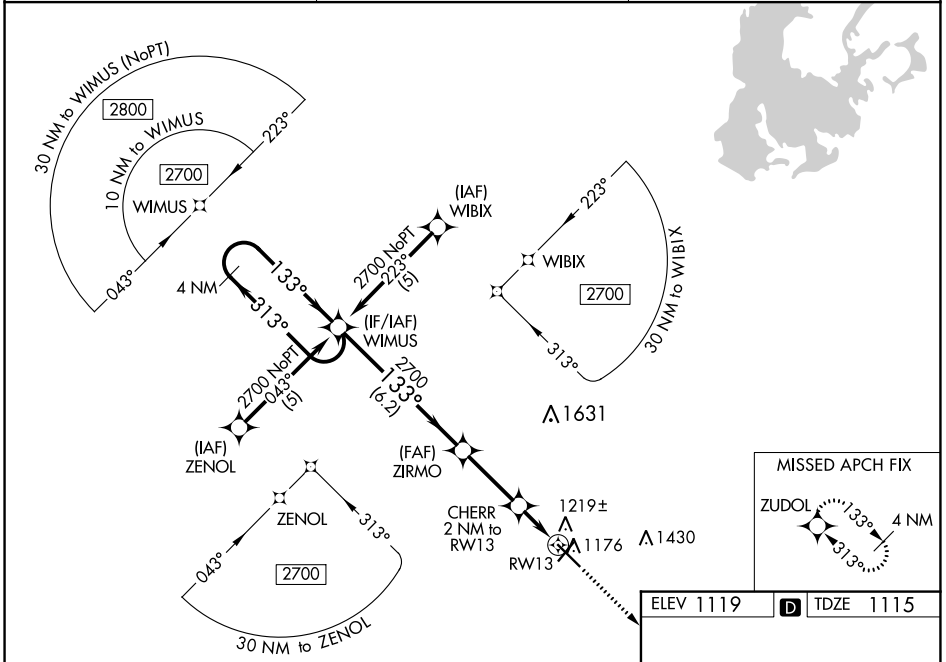 30 NM to WIMUS (NoPT)
2800
10 NM to WIMUS
2700
223°
WIMUS
043°
(IAF)
WIBIX
2700 NoPT
223°
(5)
223°
WIBIX
2700
30 NM to WIBIX
313°
4 NM
133°
313°
(IF/IAF)
WIMUS
2700 NoPT
043°
(5)
2700
133°
(6.2)
1631
(IAF)
ZENOL
(FAF)
ZIRMO
ZENOL
313°
043°
2700
30 NM to ZENOL
CHERR
2 NM to
RW13
1219±
1176
1430
RW13
MISSED APCH FIX
ZUDOL
133°
4 NM
313°
ELEV 1119 D TDZE 1115